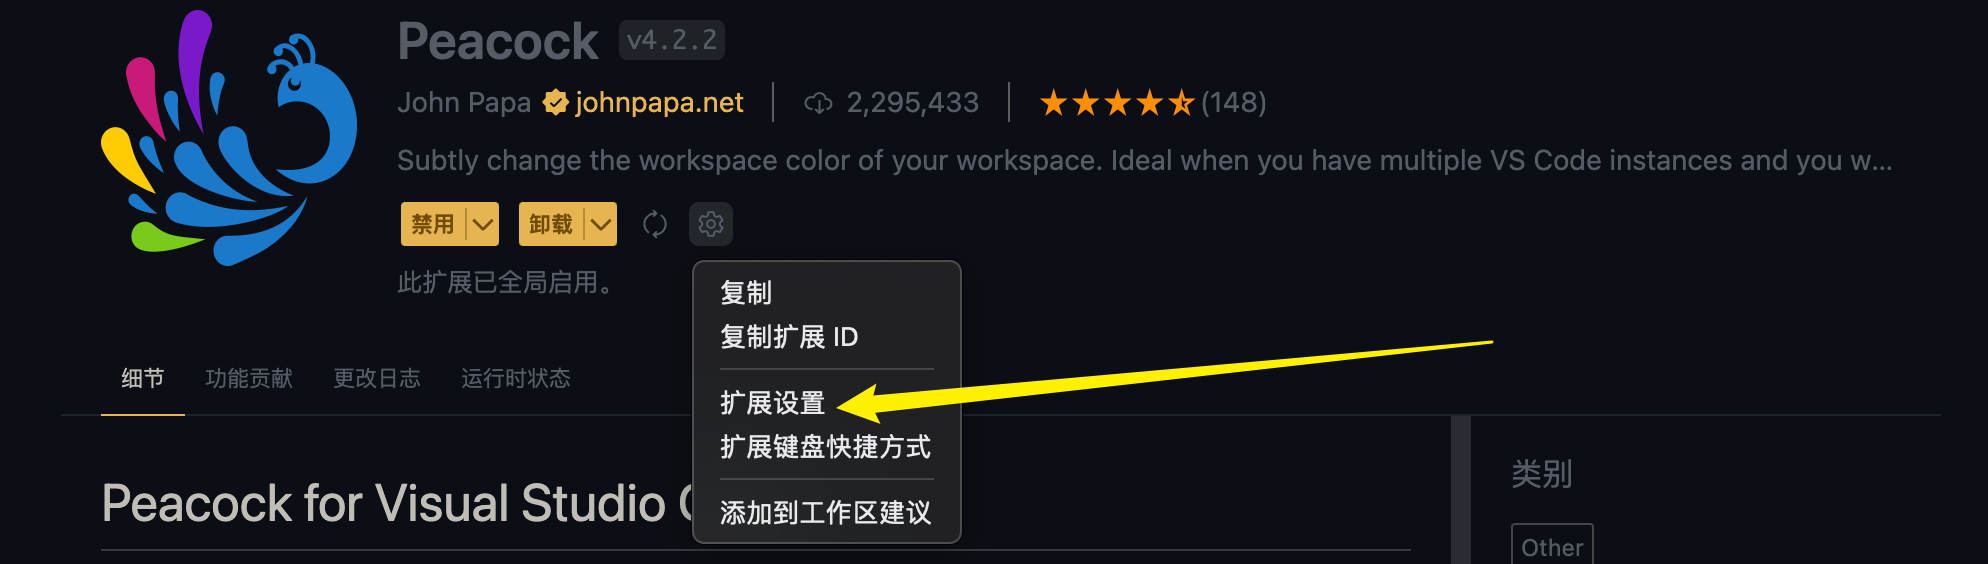 Peacock v4.2.2
John Papa johnpapa.net 2,295,433 (148)
Subtly change the workspace color of your workspace. Ideal when you have multiple VS Code instances and you w...
禁用 卸载
此扩展已全局启用。
复制
复制扩展 ID
扩展设置
扩展键盘快捷方式
添加到工作区建议
细节 功能贡献 更改日志 运行时状态
Peacock for Visual Studio
类别
Other